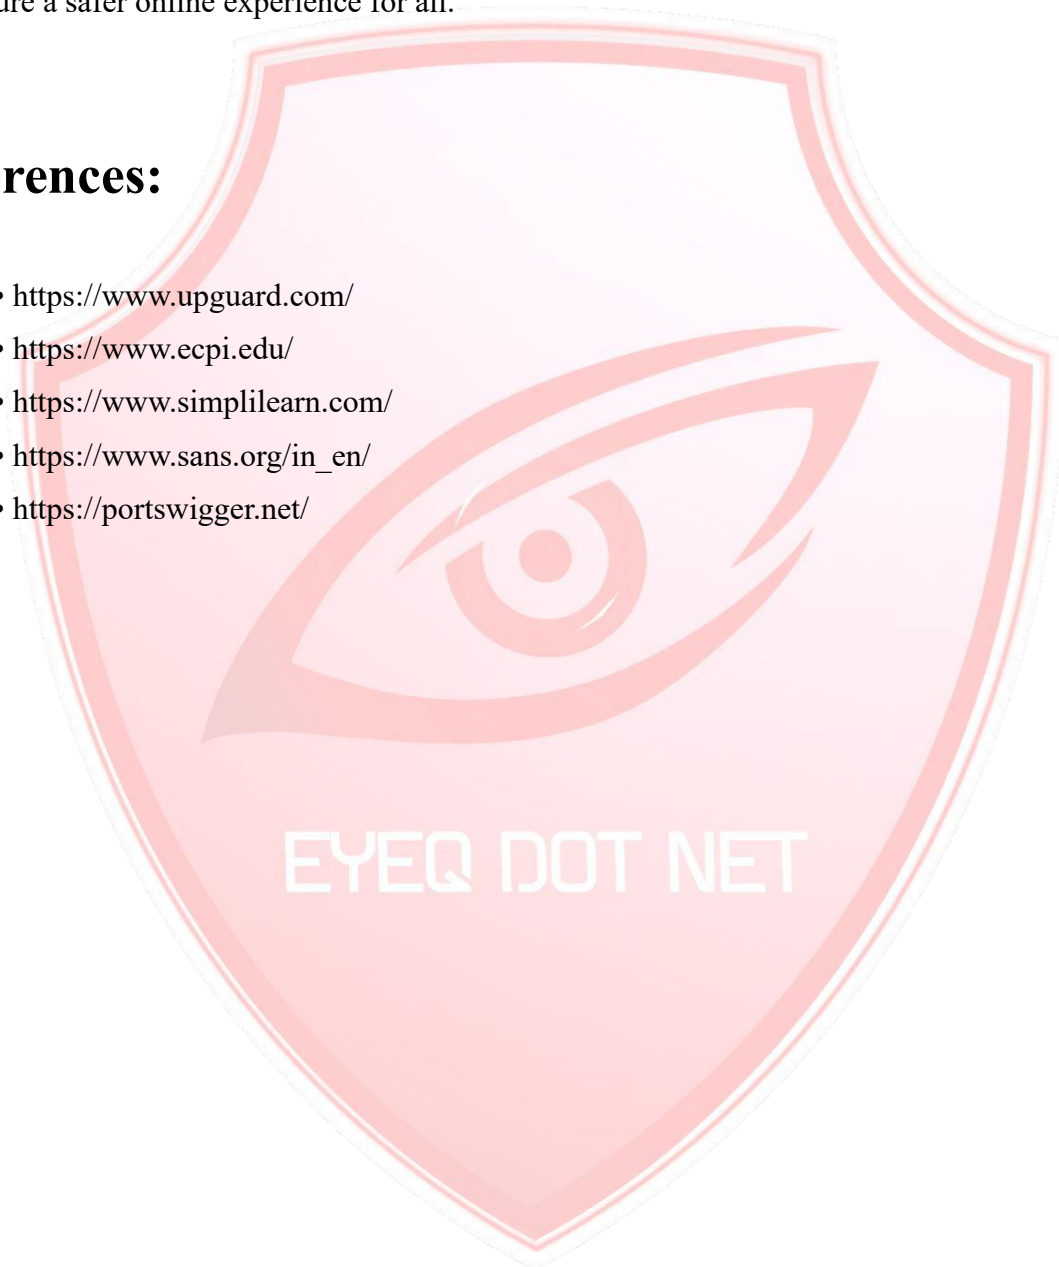 ure a safer online experience for all.
rences:
• https://www.upguard.com/
• https://www.ecpi.edu/
• https://www.simplilearn.com/
• https://www.sans.org/in_en/
• https://portswigger.net/
EYEQ DOT NET